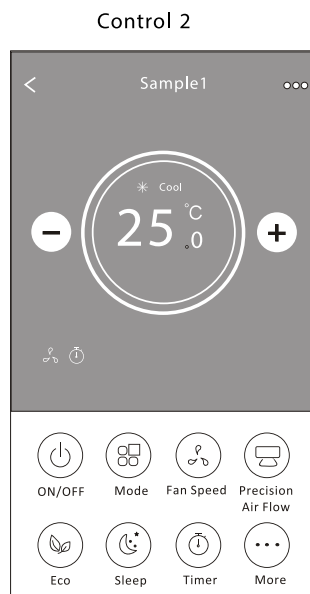 Control 2
Sample1
Cool
25 °C
.0
ON/OFF Mode Fan Speed Precision
Air Flow
Eco Sleep Timer More